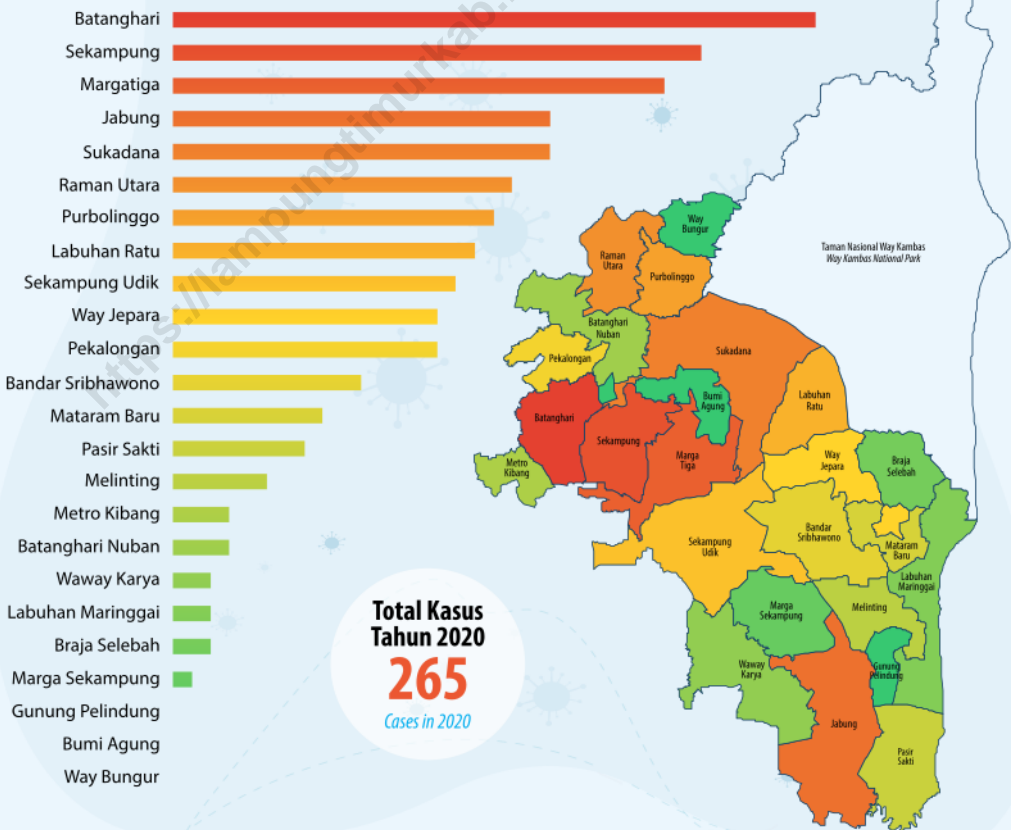 Batanghari
Sekampung
Margatiga
Jabung
Sukadana
Raman Utara
Purbolinggo
Labuhan Ratu
Sekampung Udik
Way Jepara
Pekalongan
Bandar Sribhawono
Mataram Baru
Pasir Sakti
Melinting
Metro Kibang
Batanghari Nuban
Waway Karya
Labuhan Maringgai
Braja Selebah
Marga Sekampung
Gunung Pelindung
Bumi Agung
Way Bungur
https://lampungtimurkab.
Total Kasus
Tahun 2020
265
Cases in 2020
Way
Bungur
Taman Nasional Way Kambas
Way Kambas National Park
Raman
Utara
Purbolinggo
Batanghari
Nuban
Sukadana
Pekalongan
Labuhan
Ratu
Bumi
Agung
Batanghari
Sekampung
Marga
Tiga
Metro
Kibang
Way
Jepara
Braja
Selebah
Bandar
Sribhawono
Sekampung
Udik
Mataram
Baru
Labuhan
Maringgai
Marga
Sekampung
Melinting
Waway
Karya
Gunung
Pelindung
Jabung
Pasir
Sakti